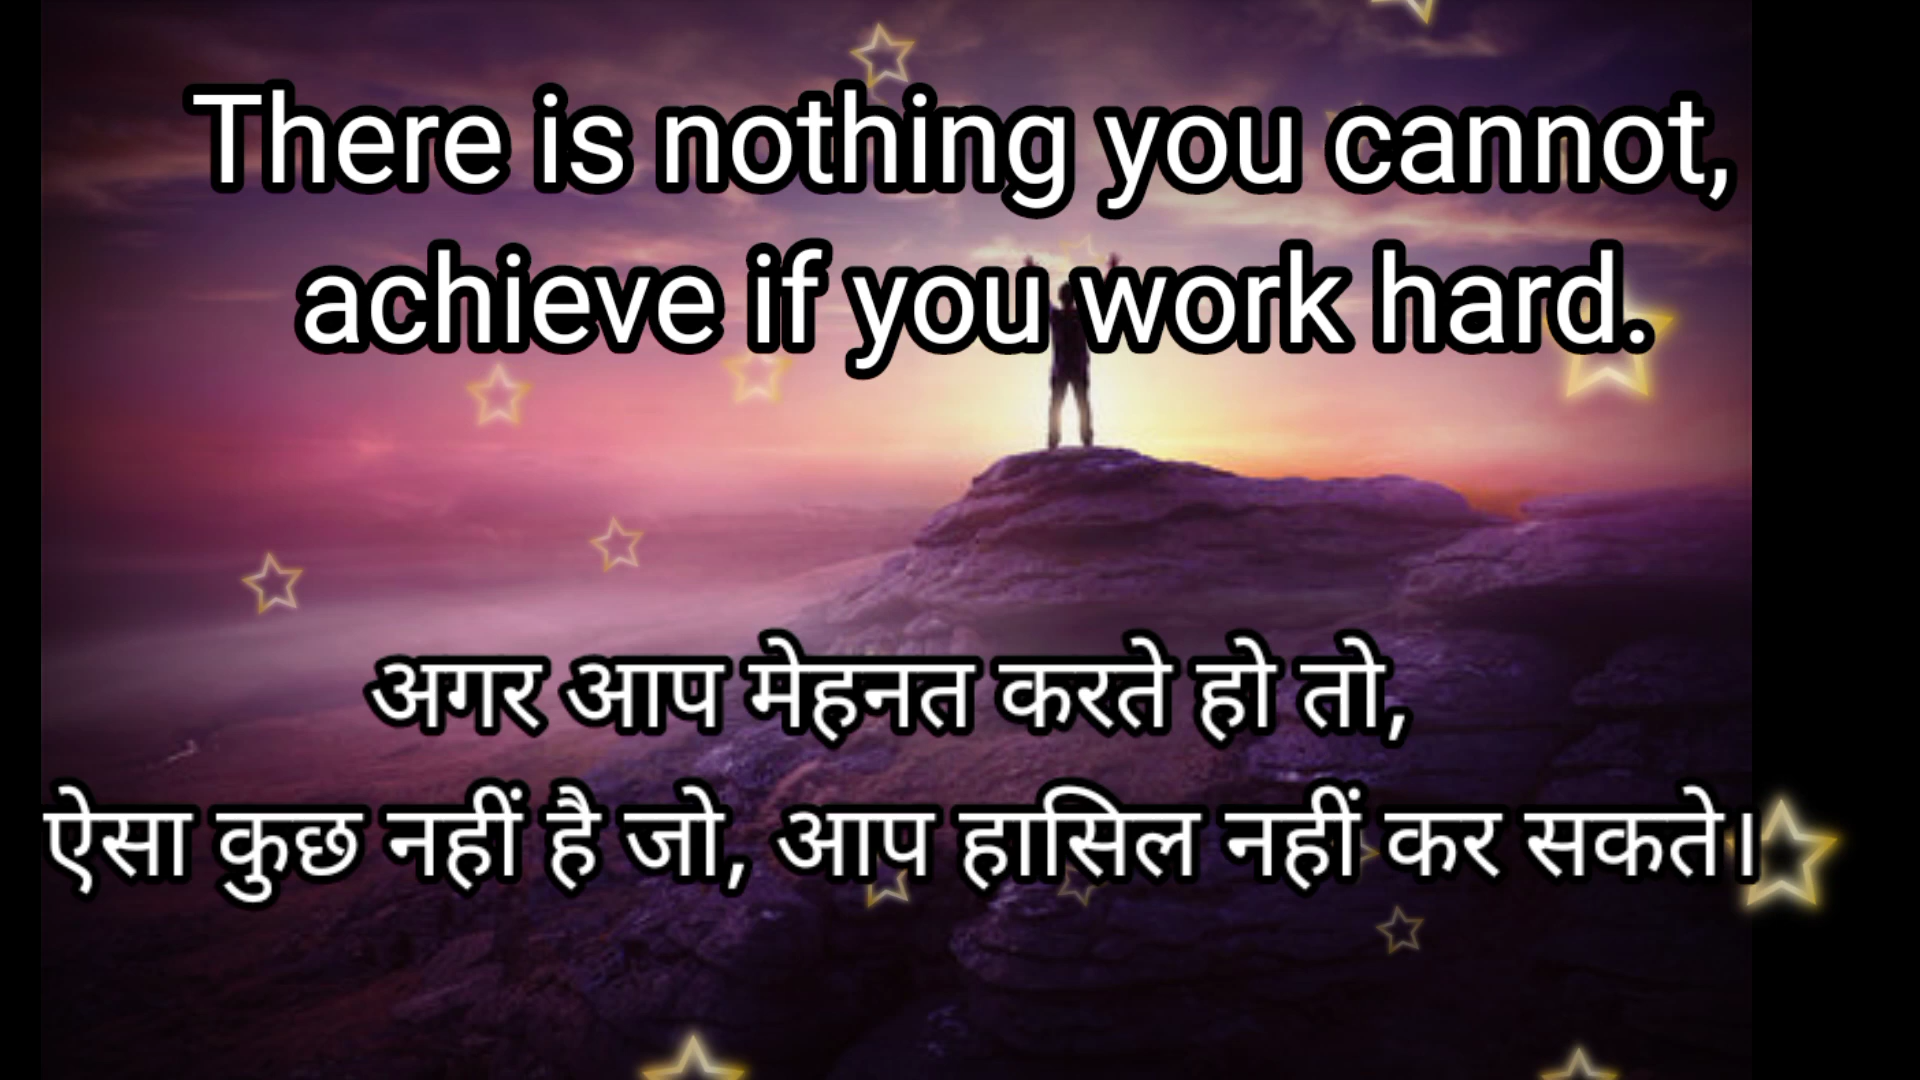 There is nothing you cannot,
achieve if you work hard.
अगर आप मेहनत करते हो तो,
ऐसा कुछ नहीं है जो, आप हासिल नहीं कर सकते।